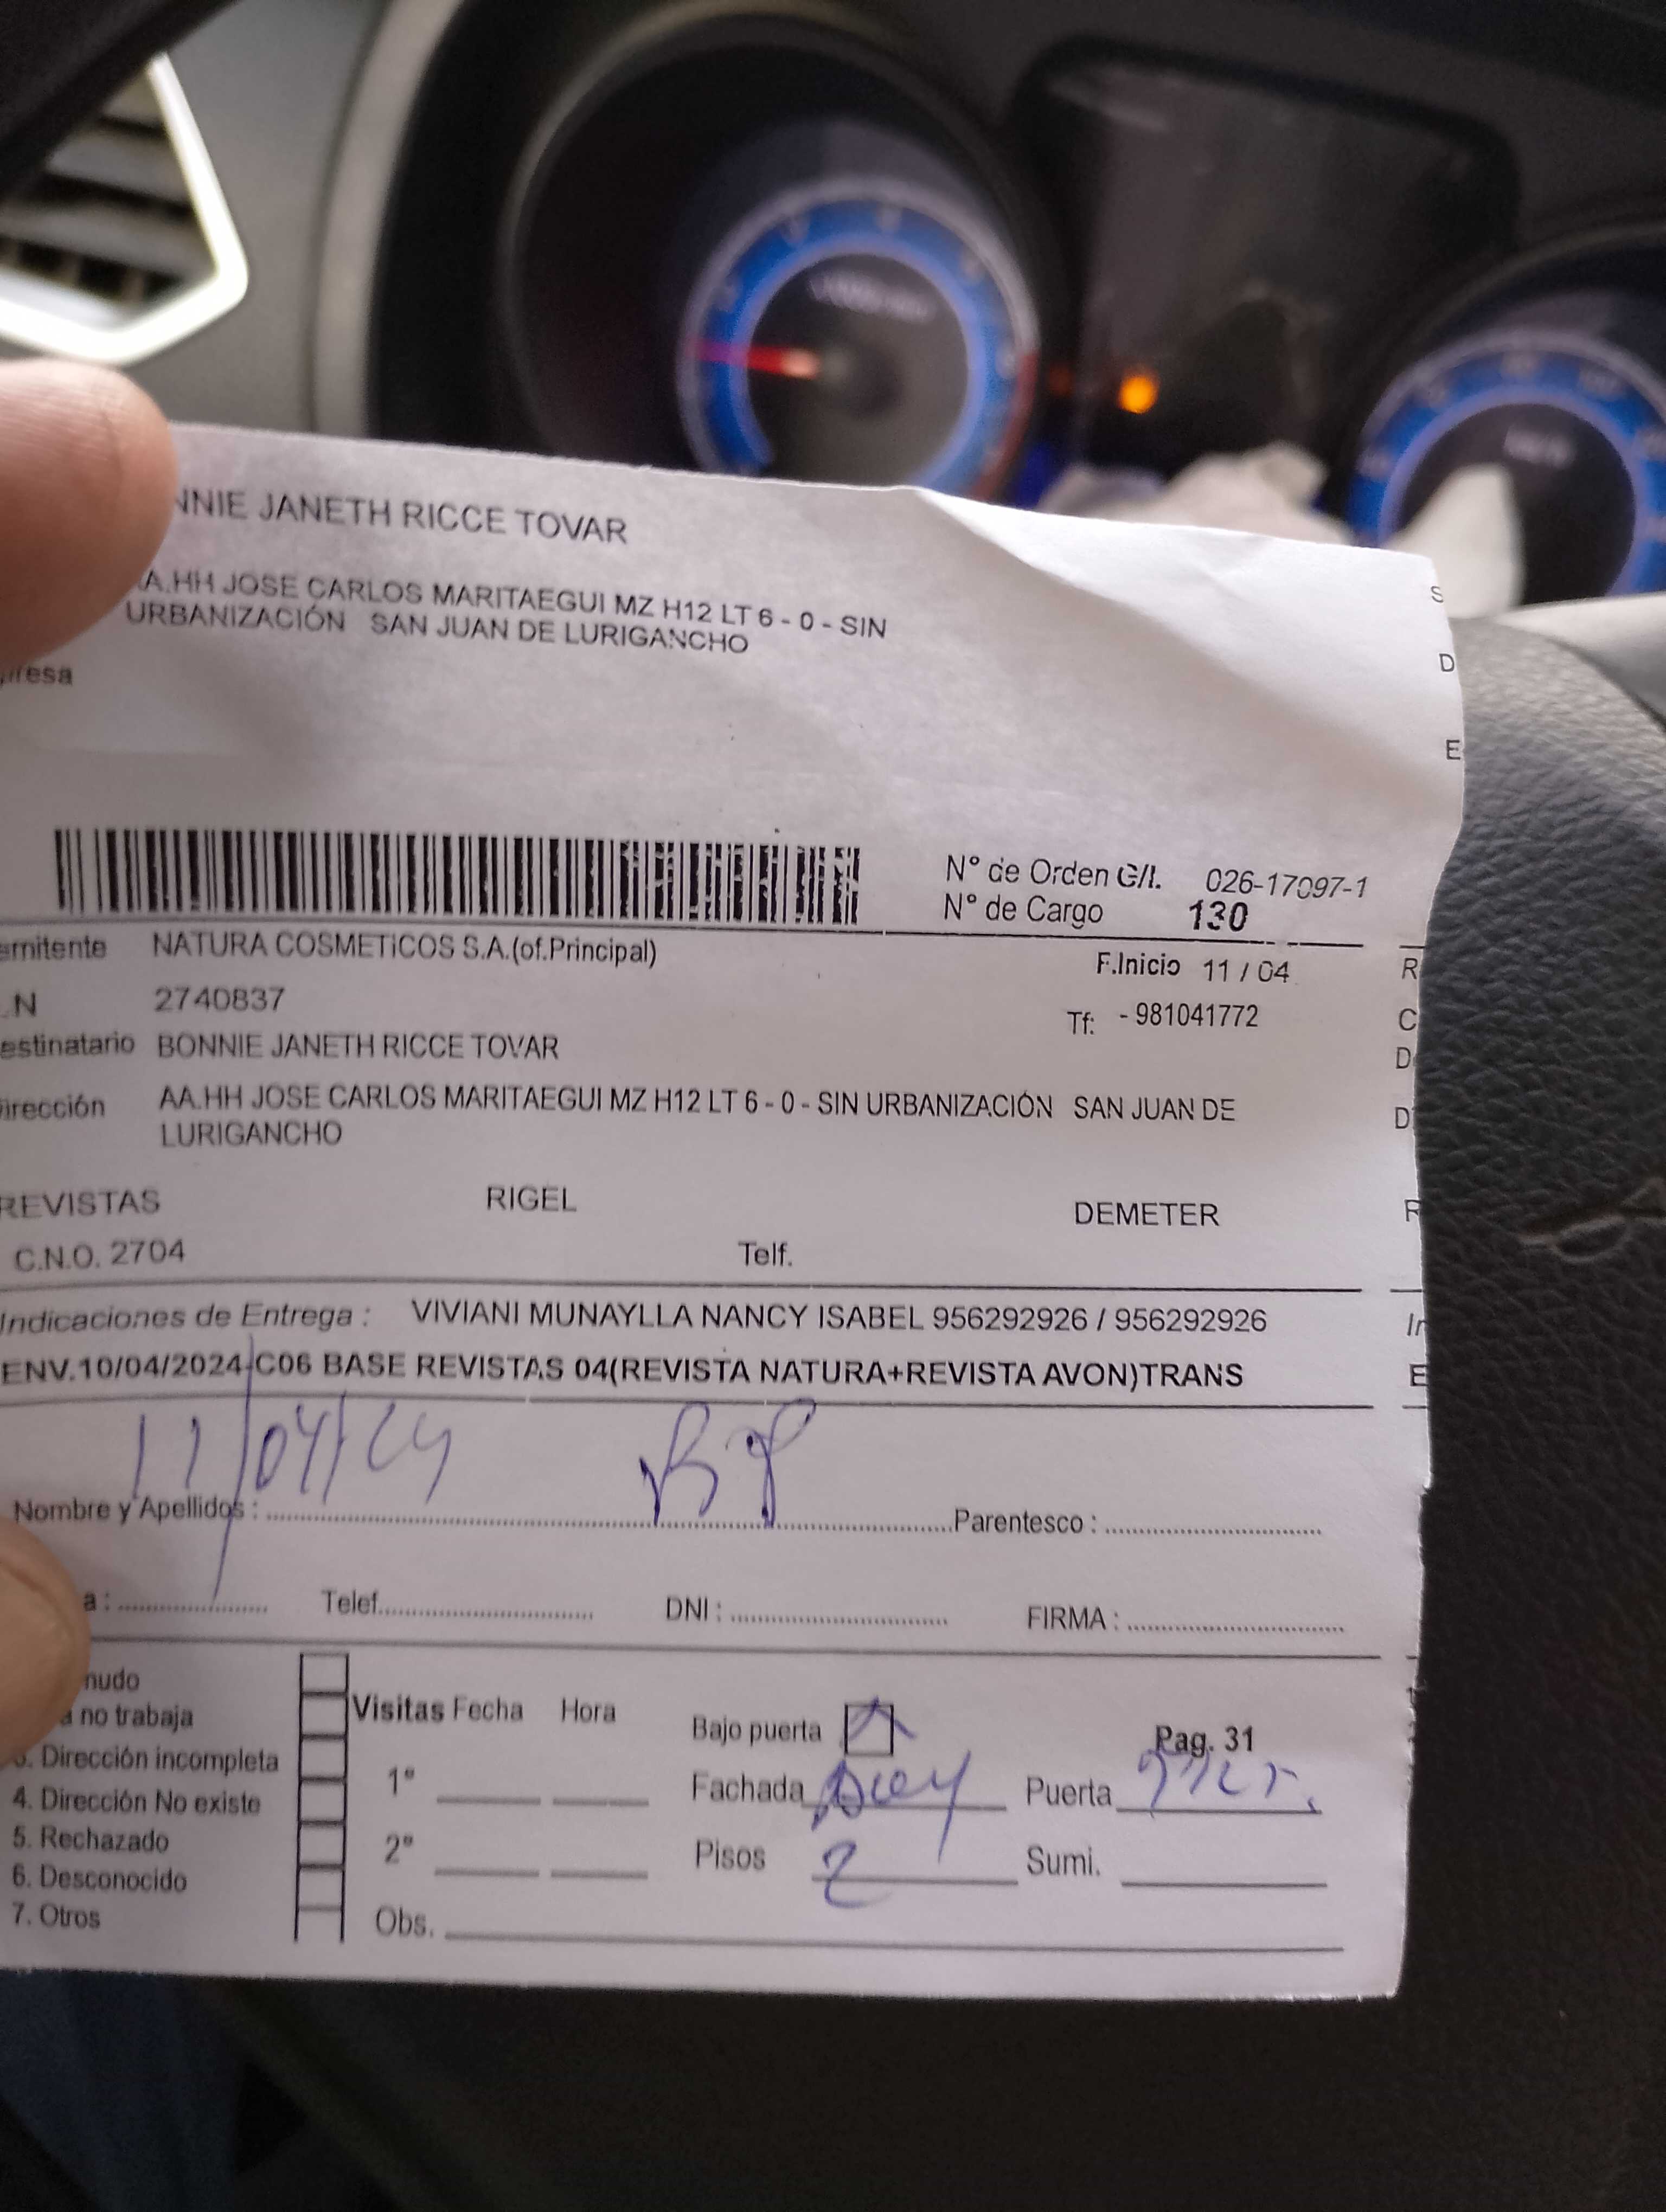 NNIE JANETH RICCE TOVAR
AA.HH JOSE CARLOS MARITAEGUI MZ H12 LT 6 - 0 - SIN
URBANIZACIÓN SAN JUAN DE LURIGANCHO
presa
S
D
E
N° de Orden G/I. 026-17097-1
N° de Cargo 130
emitente NATURA COSMETICOS S.A.(of.Principal)
F.Inicio 11 / 04
R
.N 2740837
Tf: - 981041772
C
estinatario BONNIE JANETH RICCE TOVAR
D
irección AA.HH JOSE CARLOS MARITAEGUI MZ H12 LT 6 - 0 - SIN URBANIZACIÓN SAN JUAN DE
LURIGANCHO
D
REVISTAS RIGEL DEMETER
R
C.N.O. 2704 Telf.
Indicaciones de Entrega : VIVIANI MUNAYLLA NANCY ISABEL 956292926 / 956292926
ENV.10/04/2024-C06 BASE REVISTAS 04(REVISTA NATURA+REVISTA AVON)TRANS
E
11/04/24
Nombre y Apellidos : Parentesco :
a : Telef. DNI : FIRMA :
nudo
a no trabaja
3. Dirección incompleta
4. Dirección No existe
5. Rechazado
6. Desconocido
7. Otros
Visitas Fecha Hora
1°
2°
Obs.
Bajo puerta
Pag. 31
Fachada Puerta
Pisos 2 Sumi.